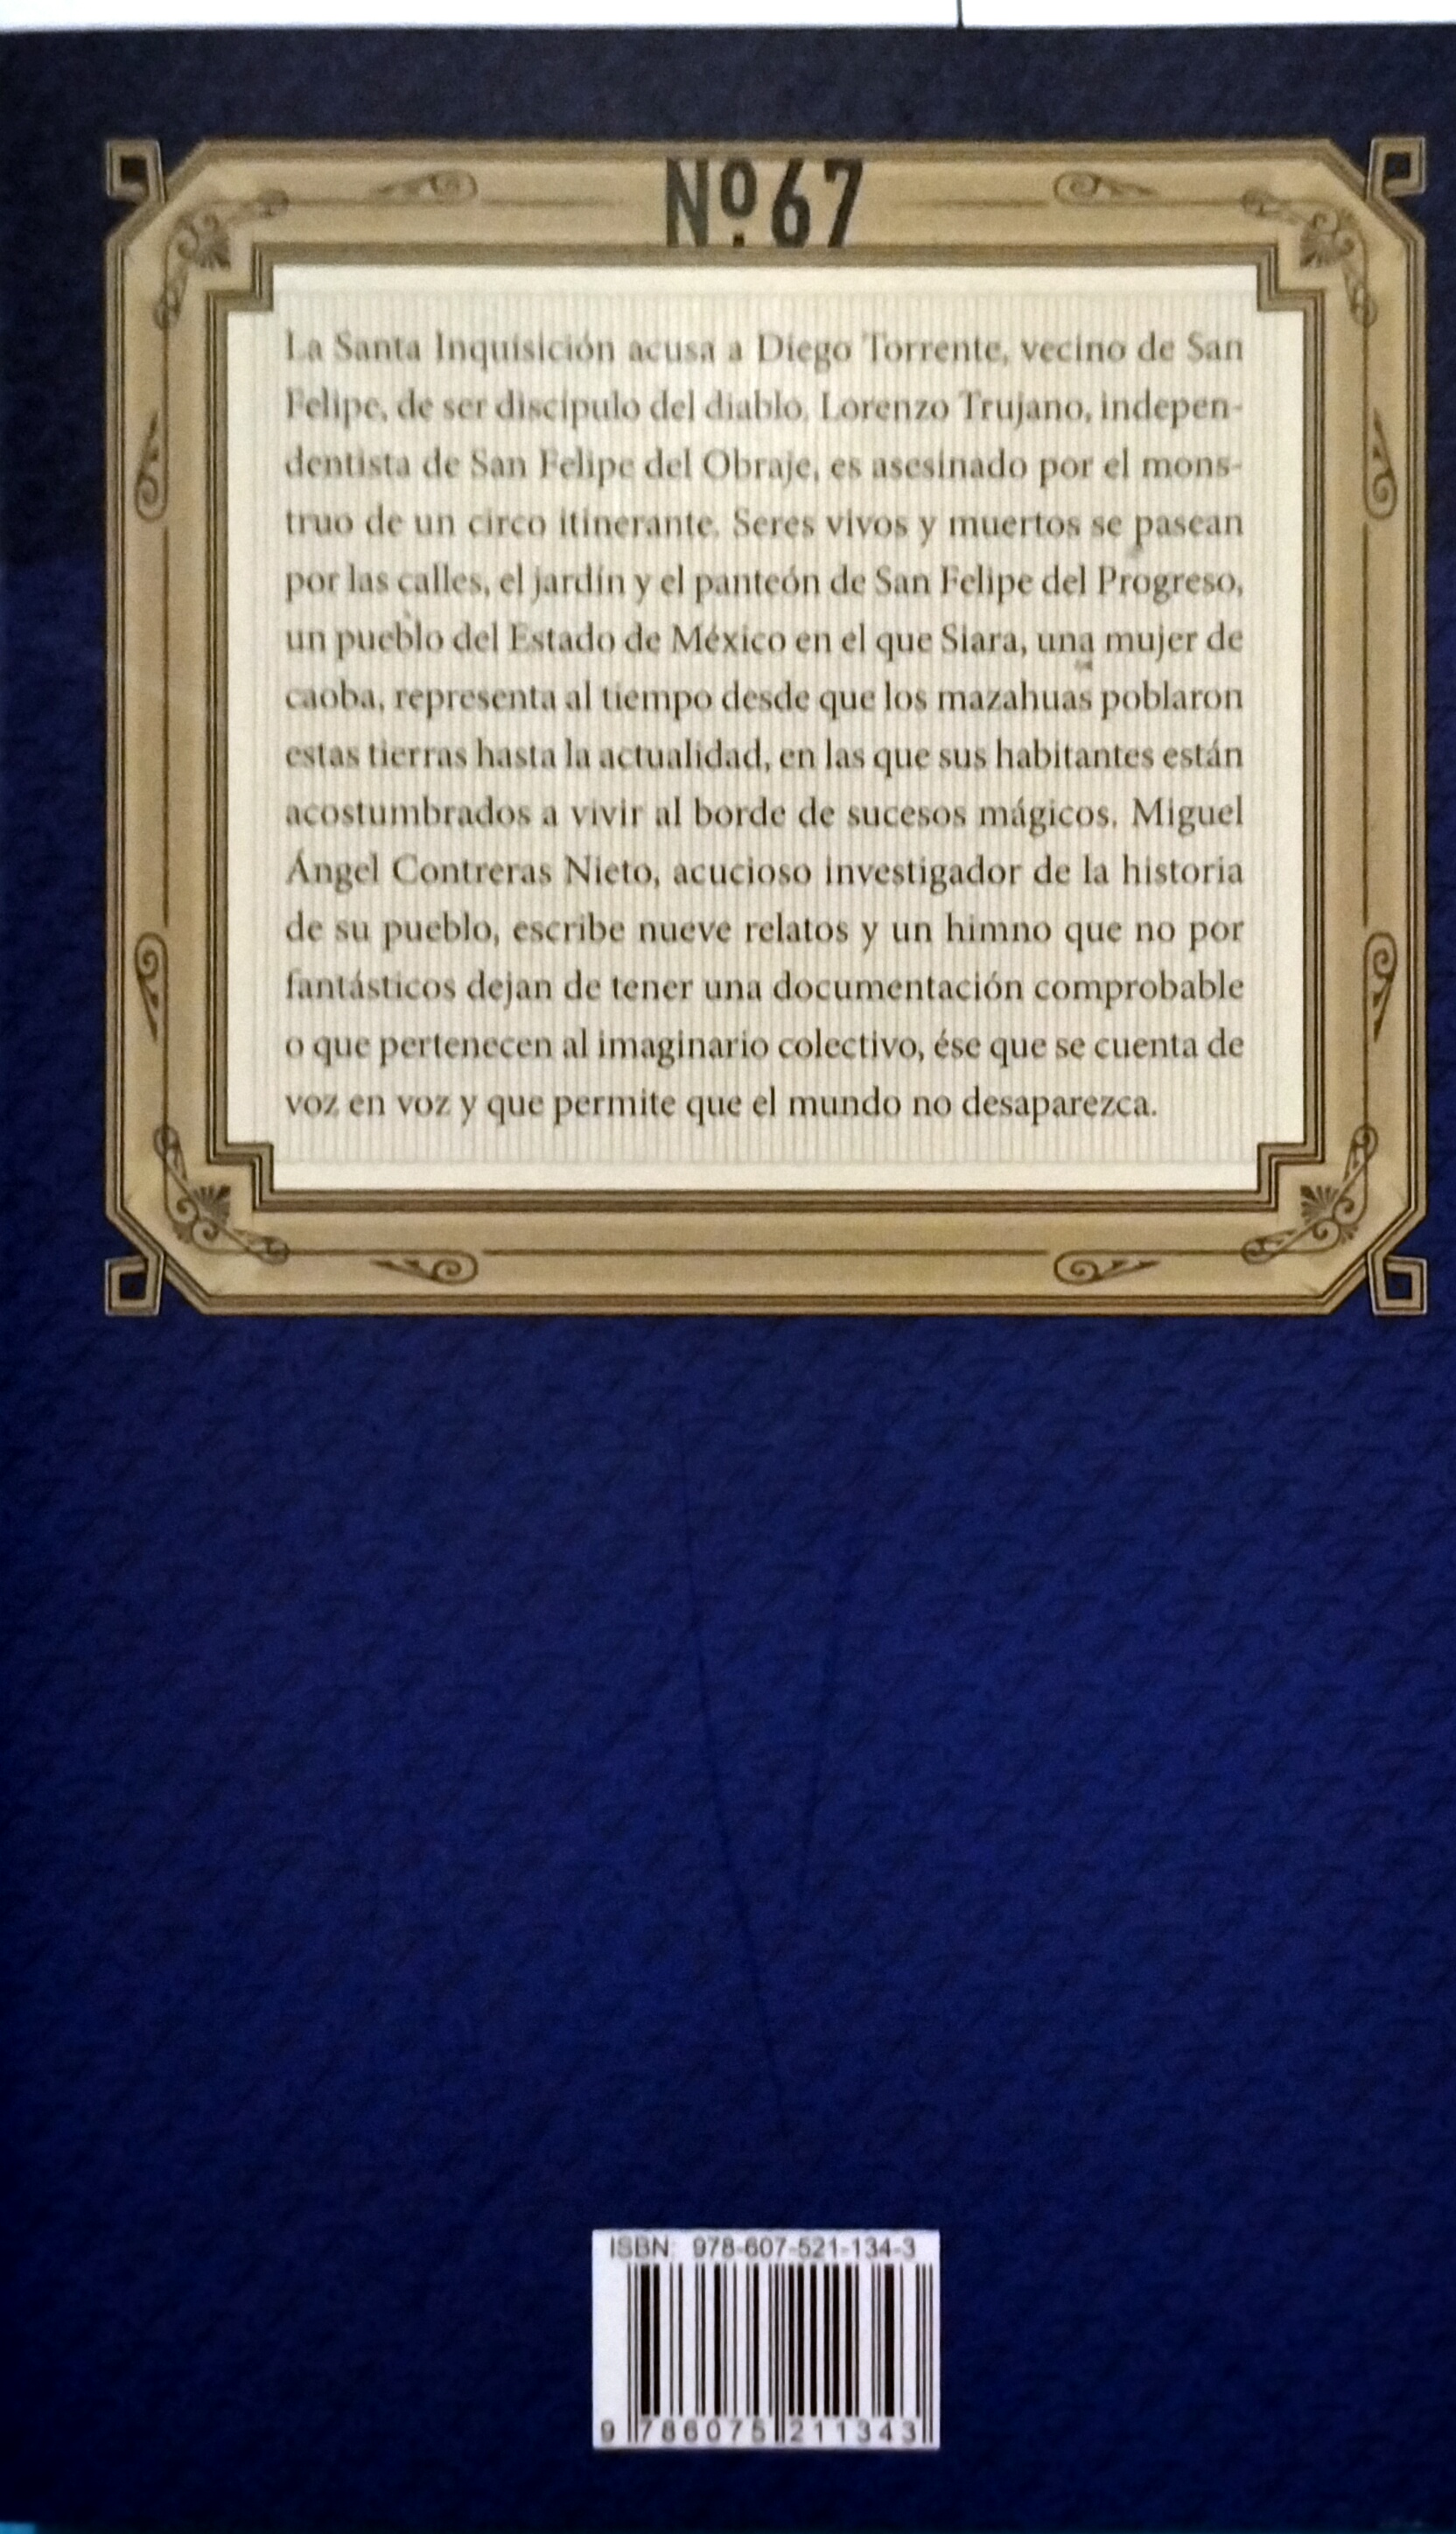 Nº 67
La Santa Inquisición acusa a Diego Torrente, vecino de San
Felipe, de ser discípulo del diablo. Lorenzo Trujano, indepen-
dentista de San Felipe del Obraje, es asesinado por el mons-
truo de un circo itinerante. Seres vivos y muertos se pasean
por las calles, el jardín y el panteón de San Felipe del Progreso,
un pueblo del Estado de México en el que Siara, una mujer de
caoba, representa al tiempo desde que los mazahuas poblaron
estas tierras hasta la actualidad, en las que sus habitantes están
acostumbrados a vivir al borde de sucesos mágicos. Miguel
Ángel Contreras Nieto, acucioso investigador de la historia
de su pueblo, escribe nueve relatos y un himno que no por
fantásticos dejan de tener una documentación comprobable
o que pertenecen al imaginario colectivo, ése que se cuenta de
voz en voz y que permite que el mundo no desaparezca.
ISBN: 978-607-521-134-3
9 786075 211343